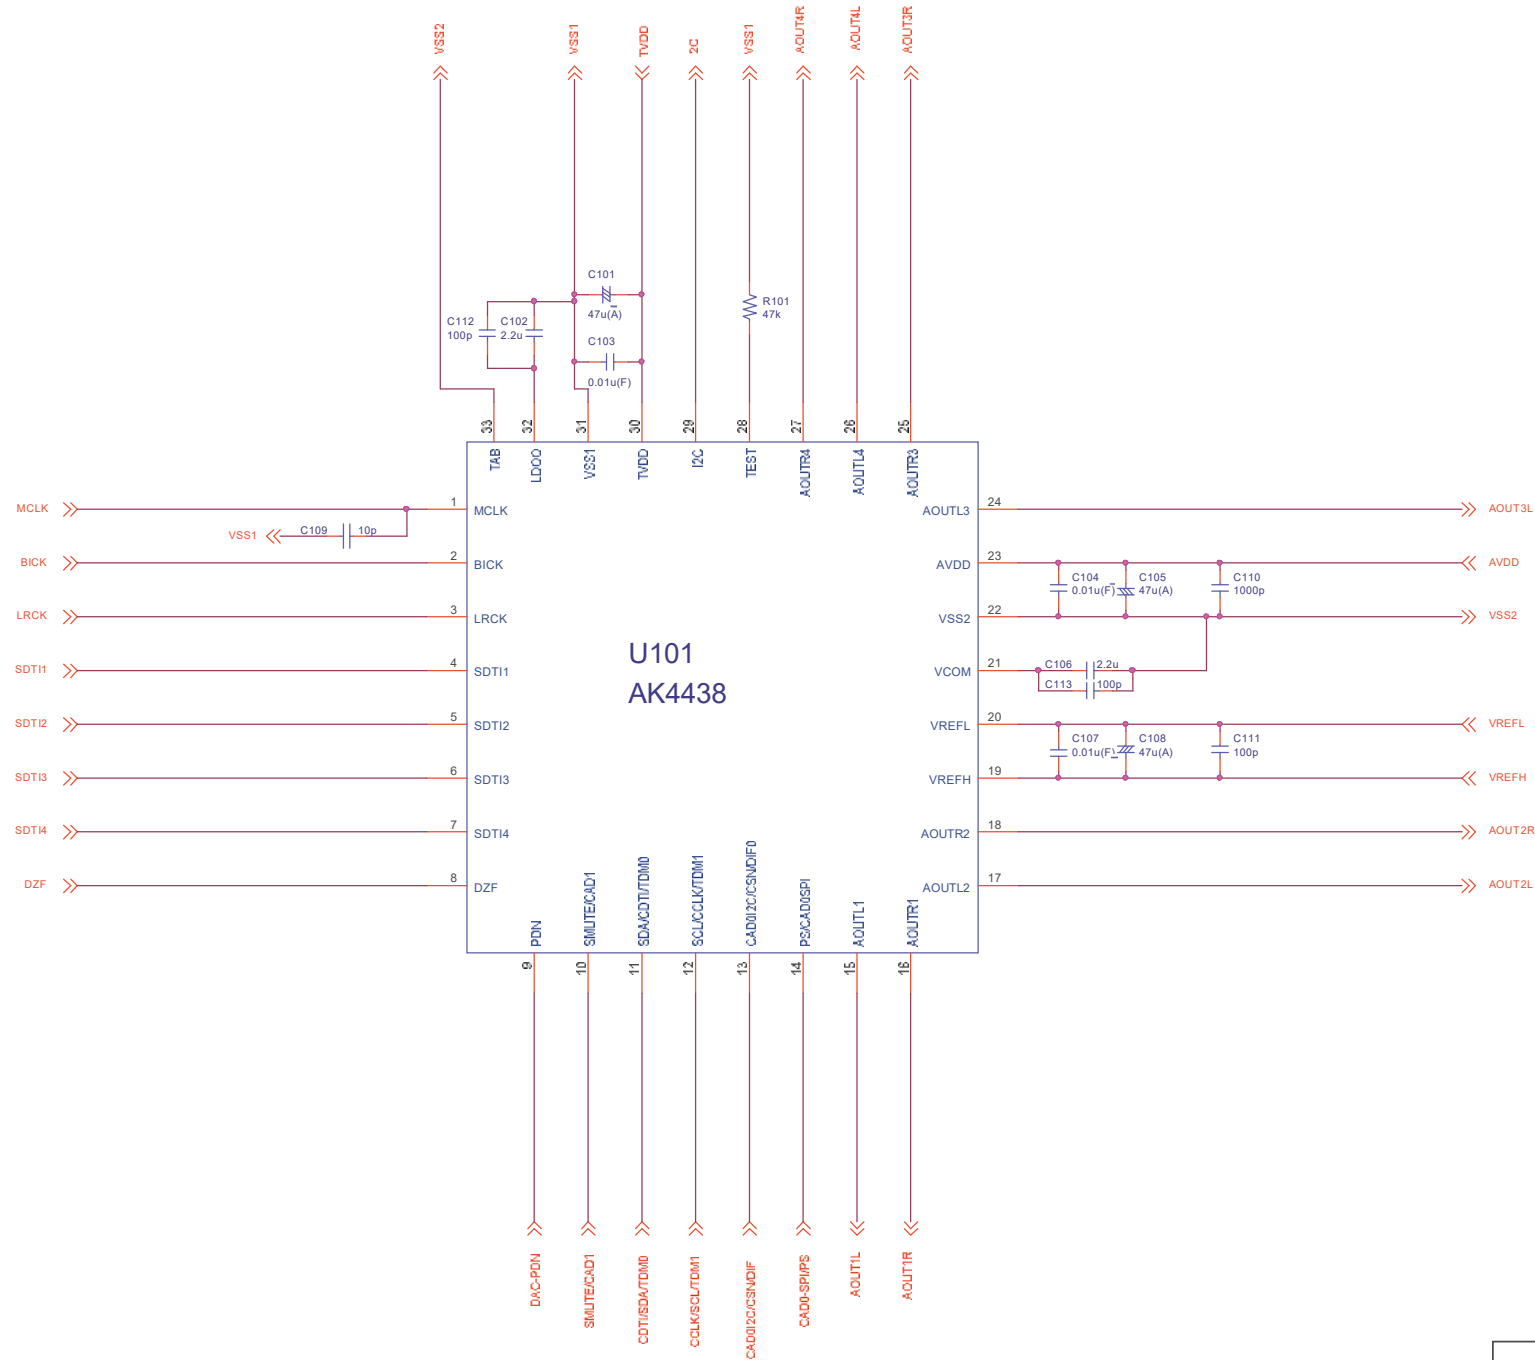 VSS2
VSS1
TVDD
2C
VSS1
AOUT4R
AOUT4L
AOUT3R
C101
47u(A)
C112
100p
C102
2.2u
C103
0.01u(F)
R101
47k
33
32
31
30
29
28
27
26
25
TAB
LDOO
VSS1
TVDD
I2C
TEST
AOUTR4
AOUTL4
AOUTR3
MCLK
1
MCLK
VSS1
C109
10p
BICK
2
BICK
LRCK
3
LRCK
SDTI1
4
SDTI1
SDTI2
5
SDTI2
SDTI3
6
SDTI3
SDTI4
7
SDTI4
DZF
8
DZF
U101
AK4438
AOUTL3
24
AOUT3L
AVDD
23
AVDD
C104
0.01u(F)
C105
47u(A)
C110
1000p
VSS2
22
VSS2
VCOM
21
C106
2.2u
C113
100p
VREFL
20
VREFL
C107
0.01u(F)
C108
47u(A)
C111
100p
VREFH
19
VREFH
AOUTR2
18
AOUT2R
AOUTL2
17
AOUT2L
PDN
SMUTE/CAD1
SDA/CDTI/TDM0
SCL/CCLK/TDM1
CAD0I2C/CSN/DIF0
PS/CAD0SPI
AOUTL1
AOUTR1
9
10
11
12
13
14
15
16
DAC-PDN
SMUTE/CAD1
CDTI/SDA/TDM0
CCLK/SCL/TDM1
CAD0I2C/CSN/DIF
CAD0-SPI/PS
AOUT1L
AOUT1R